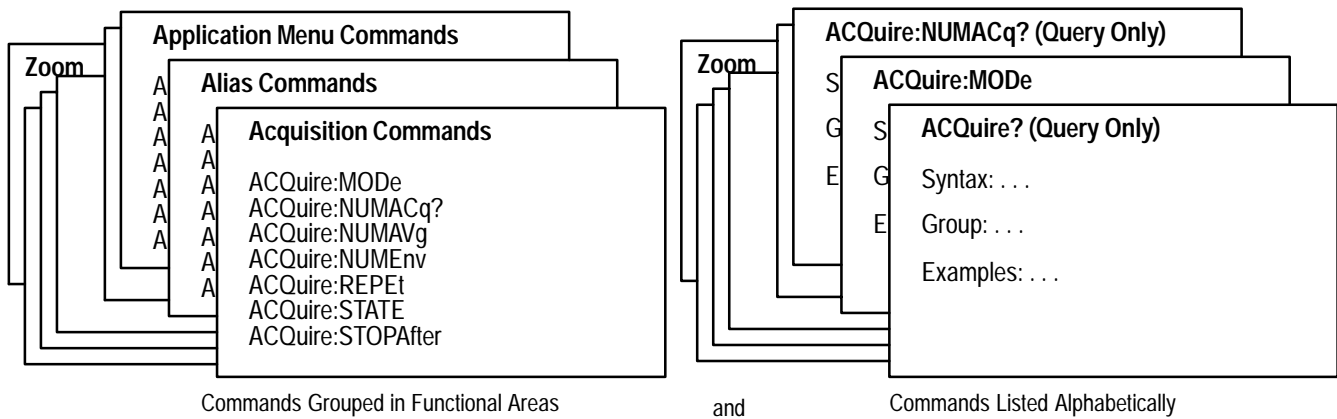 Application Menu Commands
Zoom
Alias Commands
A
A
A
A
A
A
A
Acquisition Commands
A
A
A
A
A
A
A
ACQuire:MODe
ACQuire:NUMACq?
ACQuire:NUMAVg
ACQuire:NUMEnv
ACQuire:REPEt
ACQuire:STATE
ACQuire:STOPAfter
Commands Grouped in Functional Areas
and
ACQuire:NUMACq? (Query Only)
Zoom
ACQuire:MODe
S
G
E
ACQuire? (Query Only)
S
G
E
Syntax: . . .
Group: . . .
Examples: . . .
Commands Listed Alphabetically